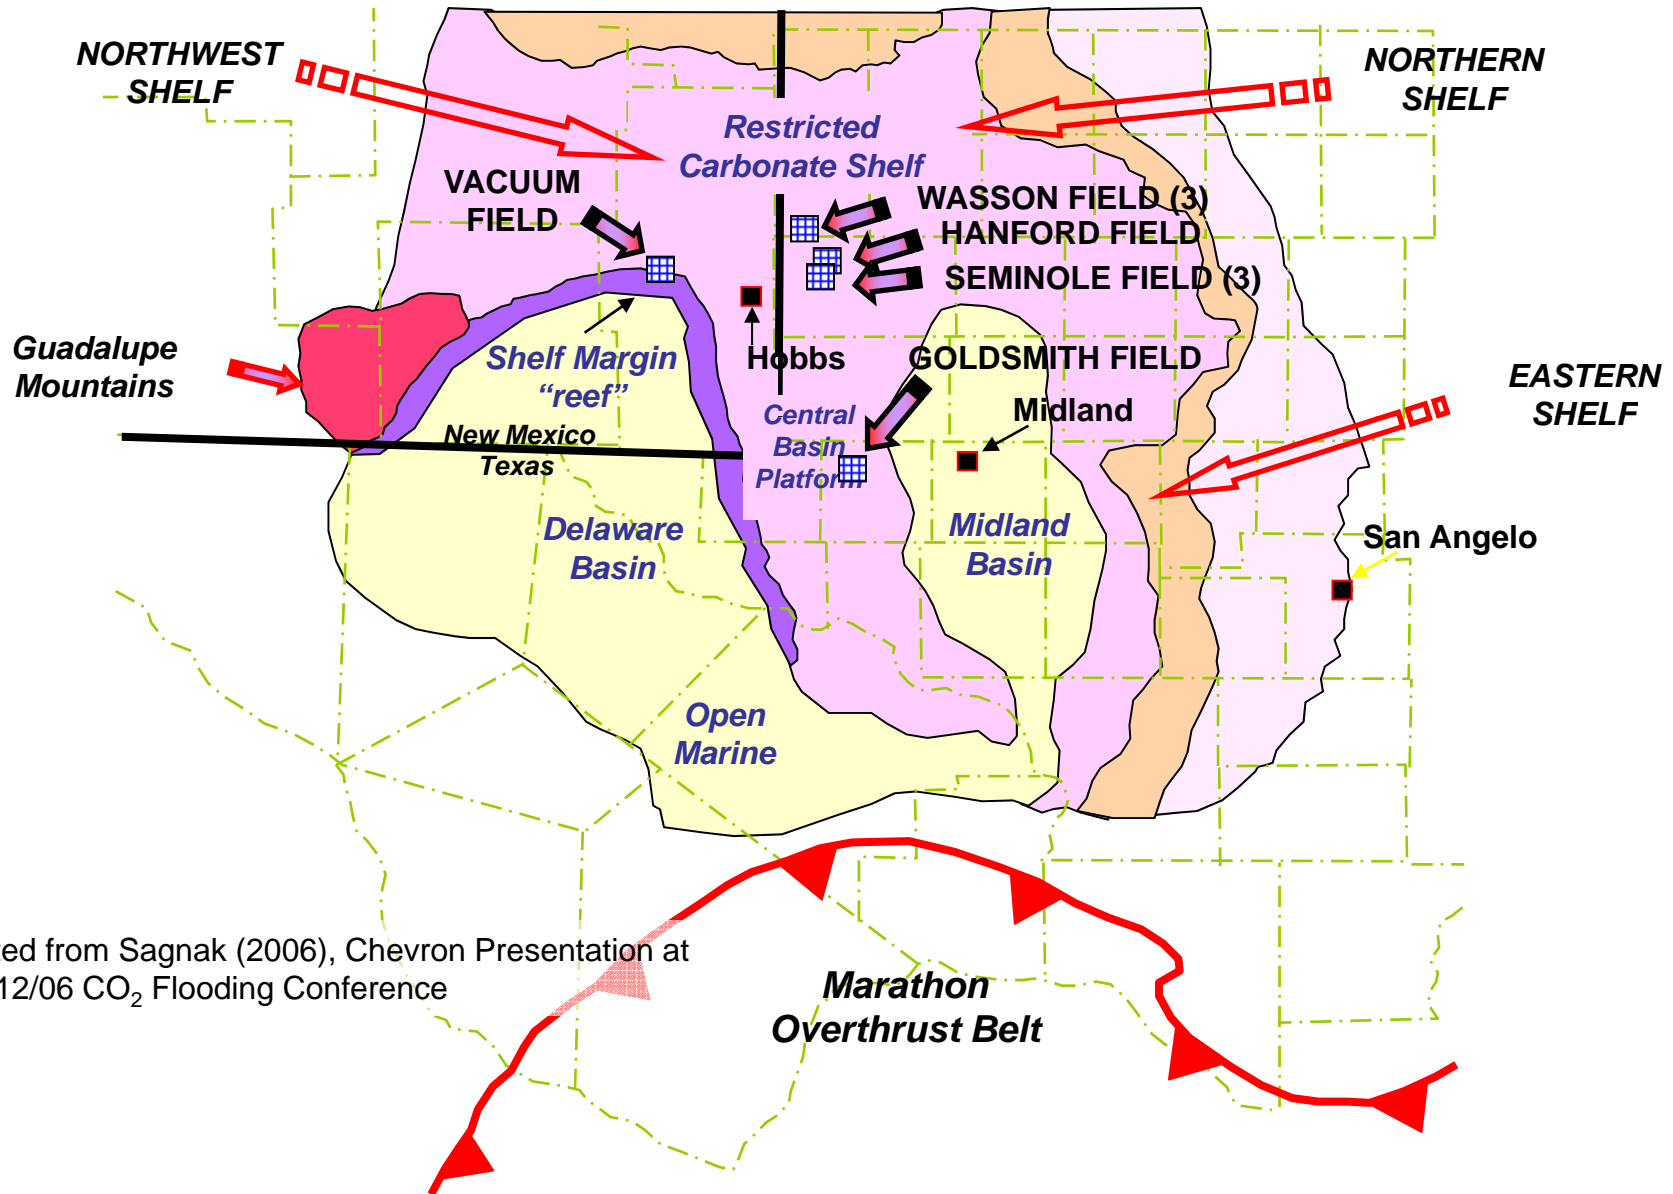 NORTHWEST
SHELF
NORTHERN
SHELF
Restricted
Carbonate Shelf
VACUUM
FIELD
WASSON FIELD (3)
HANFORD FIELD
SEMINOLE FIELD (3)
Guadalupe
Mountains
Shelf Margin
“reef”
Hobbs
GOLDSMITH FIELD
EASTERN
SHELF
Central
Basin
Platform
Midland
New Mexico
Texas
Delaware
Basin
Midland
Basin
San Angelo
Open
Marine
ted from Sagnak (2006), Chevron Presentation at
12/06 CO₂ Flooding Conference
Marathon
Overthrust Belt